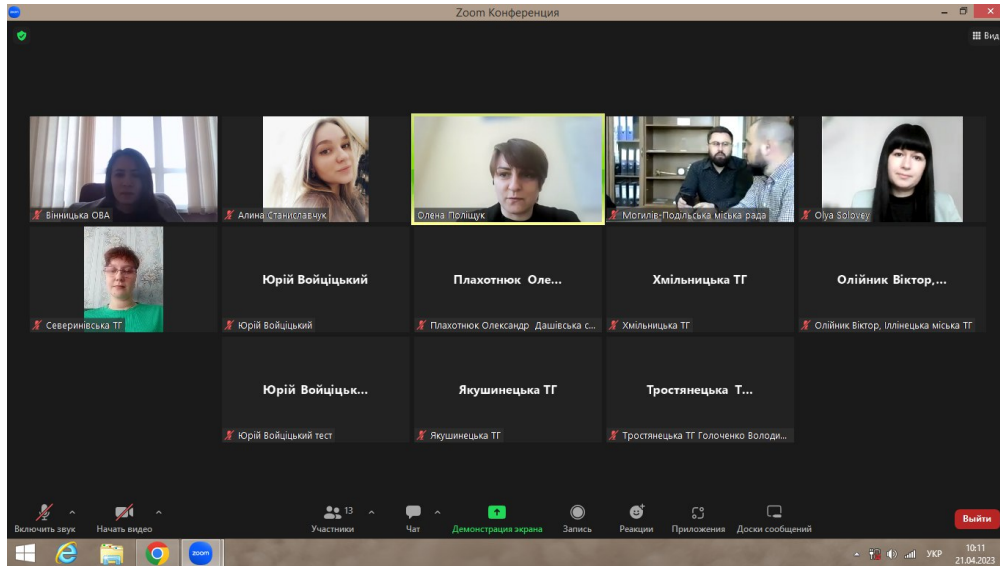 zoom
Zoom Конференция
Вид
Вінницька ОВА
Алина Станиславчук
Олена Поліщук
Могилів-Подільська міська рада
Olya Solovey
Северинівська ТГ
Юрій Войціцький
Юрій Войціцький
Плахотнюк Оле...
Плахотнюк Олександр Дашівська с...
Хмільницька ТГ
Хмільницька ТГ
Олійник Віктор,...
Олійник Віктор, Іллінецька міська ТГ
Юрій Войціцьк...
Юрій Войціцький тест
Якушинецька ТГ
Якушинецька ТГ
Тростянецька Т...
Тростянецька ТГ Голоченко Володи...
Включить звук
Начать видео
13
Участники
Чат
Демонстрация экрана
Запись
Реакции
Приложения
Доски сообщений
Выйти
zoom
УКР
10:11
21.04.2023